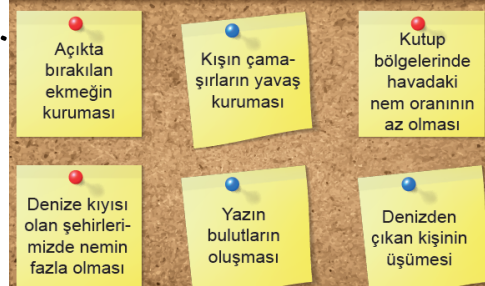 Açıkta
bırakılan
ekmeğin
kuruması
Kışın çama-
şırların yavaş
kuruması
Kutup
bölgelerinde
havadaki
nem oranının
az olması
Denize kıyısı
olan şehirleri-
mizde nemin
fazla olması
Yazın
bulutların
oluşması
Denizden
çıkan kişinin
üşümesi